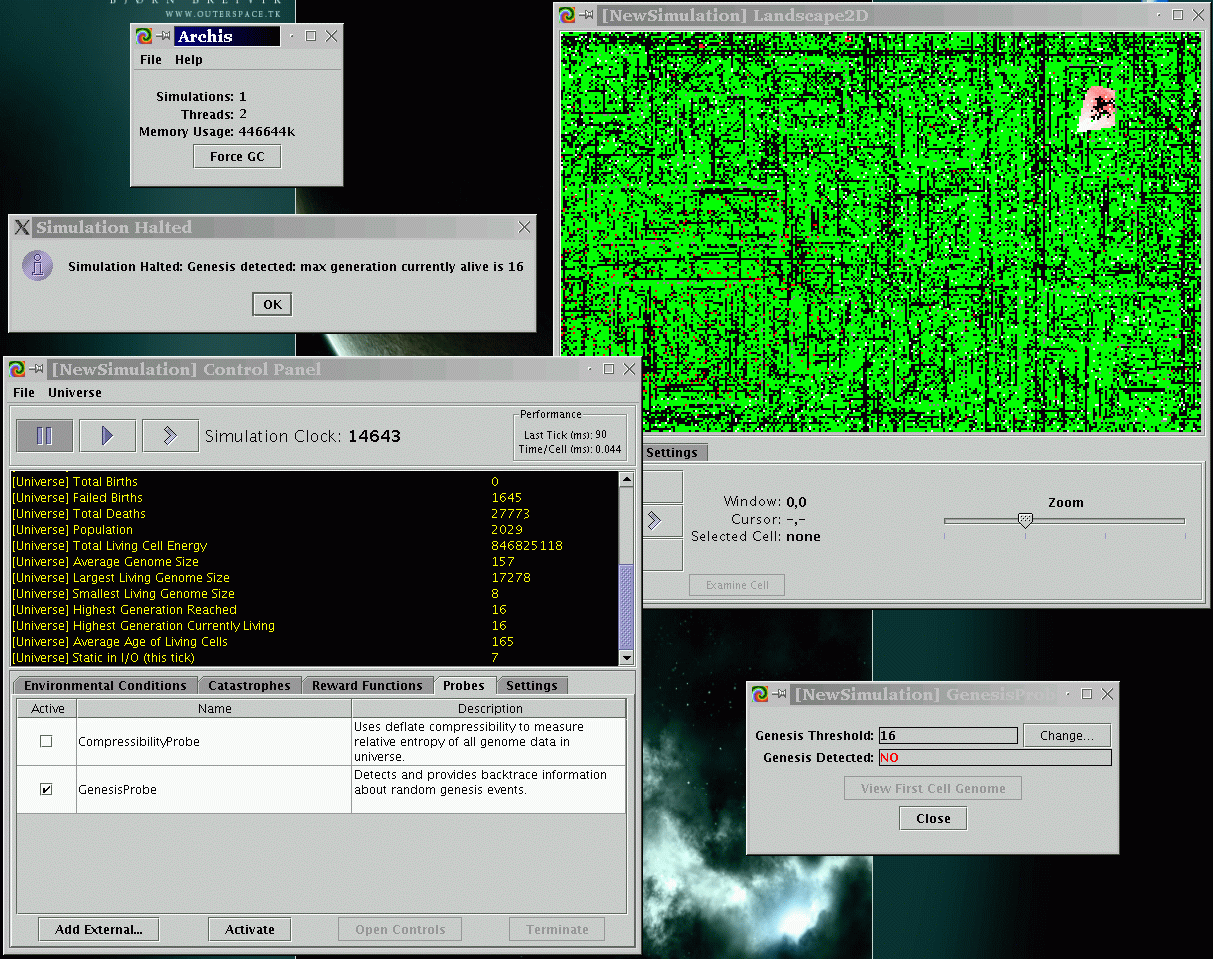 BJØRN BREIVIK
WWW.OUTERSPACE.TK
Archis
File Help
Simulations: 1
Threads: 2
Memory Usage: 446644k
Force GC
Simulation Halted
Simulation Halted: Genesis detected: max generation currently alive is 16
OK
[NewSimulation] Landscape2D
Settings
Window: 0,0
Cursor: -,-
Selected Cell: none
Zoom
Examine Cell
[NewSimulation] Control Panel
File Universe
Simulation Clock: 14643
Performance
Last Tick (ms): 90
Time/Cell (ms): 0.044
[Universe] Total Births 0
[Universe] Failed Births 1645
[Universe] Total Deaths 27773
[Universe] Population 2029
[Universe] Total Living Cell Energy 846825118
[Universe] Average Genome Size 157
[Universe] Largest Living Genome Size 17278
[Universe] Smallest Living Genome Size 8
[Universe] Highest Generation Reached 16
[Universe] Highest Generation Currently Living 16
[Universe] Average Age of Living Cells 165
[Universe] Static in I/O (this tick) 7
Environmental Conditions Catastrophes Reward Functions Probes Settings
Active Name Description
CompressibilityProbe
Uses deflate compressibility to measure
relative entropy of all genome data in
universe.
GenesisProbe
Detects and provides backtrace information
about random genesis events.
Add External... Activate Open Controls Terminate
[NewSimulation] GenesisProb
Genesis Threshold: 16 Change...
Genesis Detected: NO
View First Cell Genome
Close